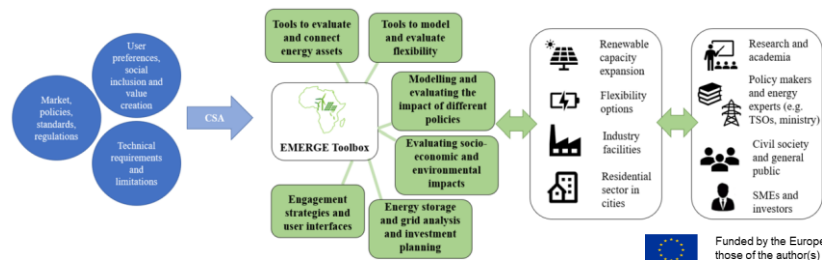 User
preferences,
social
inclusion and
value
creation
Market,
policies,
standards,
regulations
Technical
requirements
and
limitations
CSA
Tools to evaluate
and connect
energy assets
Tools to model
and evaluate
flexibility
Modelling and
evaluating the
impact of different
policies
EMERGE Toolbox
Evaluating socio-
economic and
environmental
impacts
Engagement
strategies and
user interfaces
Energy storage
and grid analysis
and investment
planning
Renewable
capacity
expansion
Flexibility
options
Industry
facilities
Residential
sector in
cities
Research and
academia
Policy makers
and energy
experts (e.g.
TSOs, ministry)
Civil society
and general
public
SMEs and
investors
Funded by the Europe
those of the author(s)